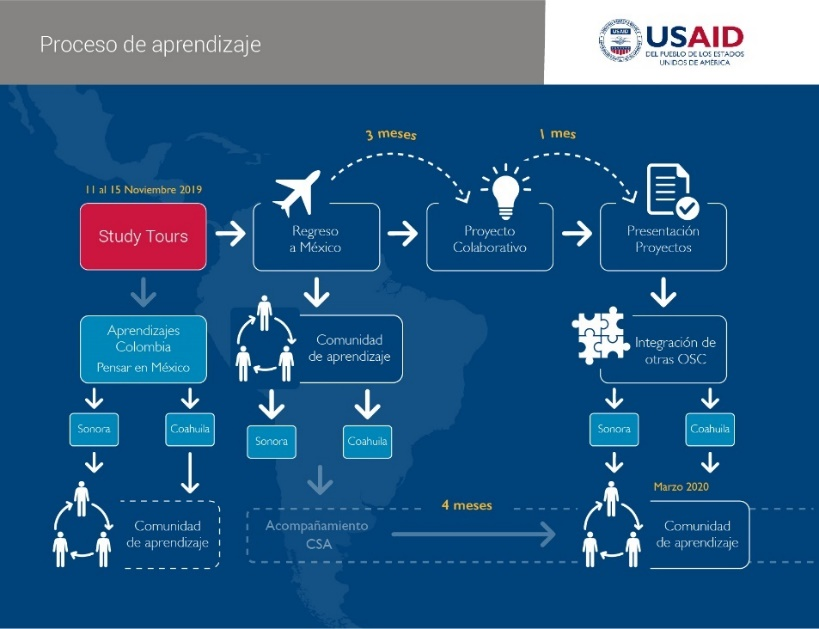 Proceso de aprendizaje
USAID
USAID
DEL PUEBLO DE LOS ESTADOS
UNIDOS DE AMÉRICA
3 meses
1 mes
11 al 15 Noviembre 2019
Study Tours
Regreso
a México
Proyecto
Colaborativo
Presentación
Proyectos
Aprendizajes
Colombia
Pensar en México
Comunidad
de aprendizaje
Integración de
otras OSC
Sonora
Coahuila
Sonora
Coahuila
Sonora
Coahuila
Marzo 2020
4 meses
Comunidad
de aprendizaje
Acompañamiento
CSA
Comunidad
de aprendizaje